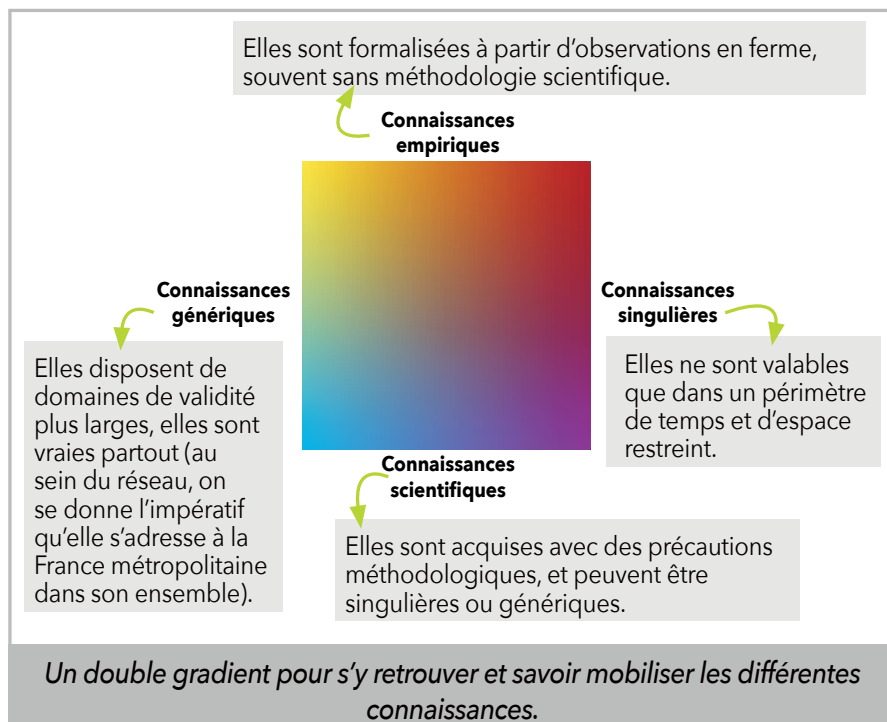 Elles sont formalisées à partir d'observations en ferme,
souvent sans méthodologie scientifique.
Connaissances
empiriques
Connaissances
génériques
Elles disposent de
domaines de validité
plus larges, elles sont
vraies partout (au
sein du réseau, on
se donne l'impératif
qu'elle s'adresse à la
France métropolitaine
dans son ensemble).
Connaissances
singulières
Elles ne sont valables
que dans un périmètre
de temps et d'espace
restreint.
Connaissances
scientifiques
Elles sont acquises avec des précautions
méthodologiques, et peuvent être
singulières ou génériques.
Un double gradient pour s'y retrouver et savoir mobiliser les différentes
connaissances.